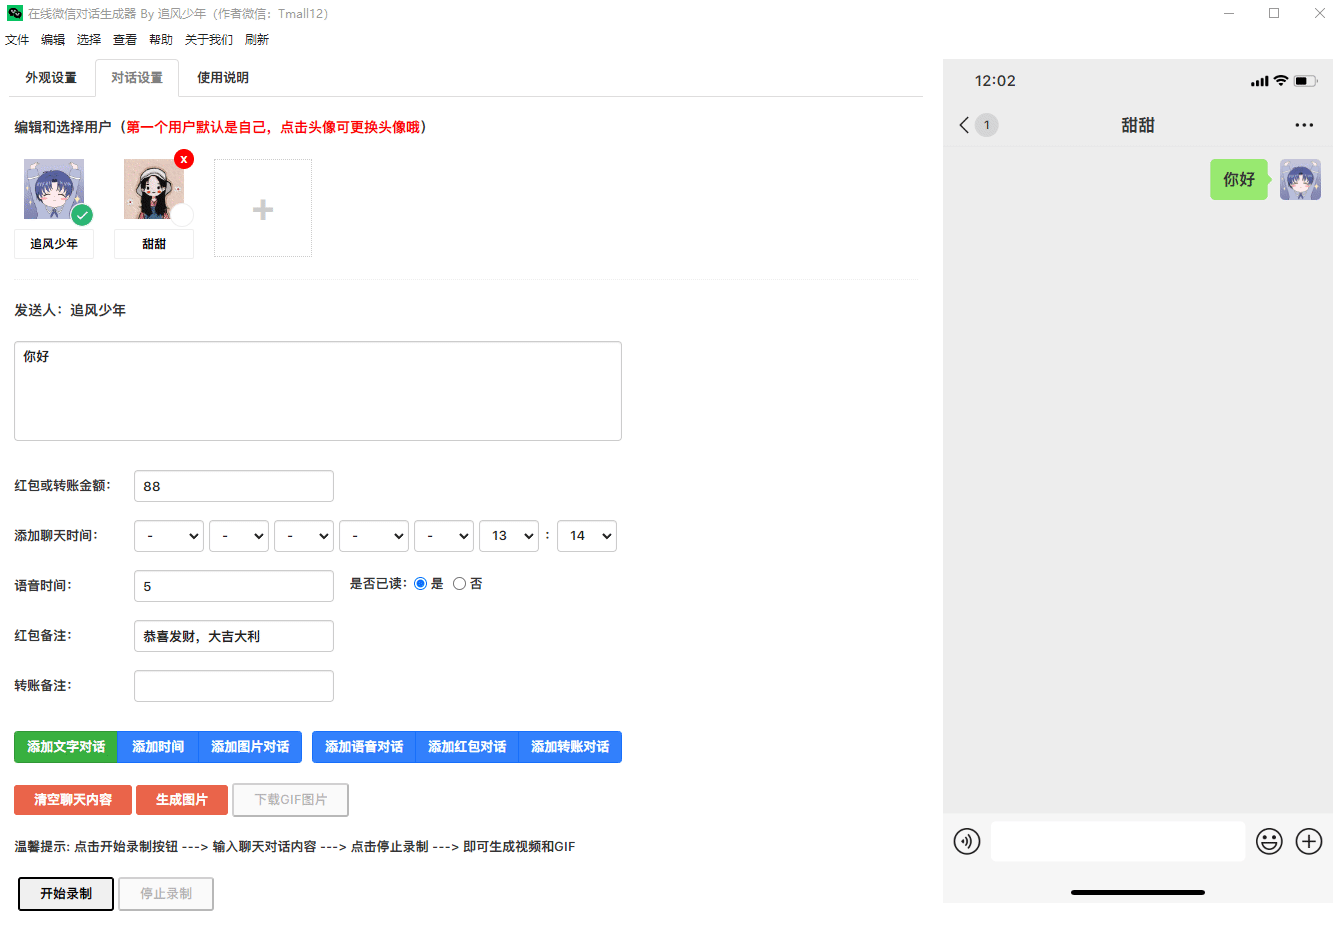 在线微信对话生成器 By 追风少年（作者微信：Tmall12）
文件 编辑 选择 查看 帮助 关于我们 刷新
外观设置 对话设置 使用说明
编辑和选择用户（第一个用户默认是自己，点击头像可更换头像哦）
x
+
追风少年 甜甜
发送人：追风少年
你好
红包或转账金额： 88
添加聊天时间： - - - - - 13 : 14
语音时间： 5 是否已读： 是 否
红包备注： 恭喜发财，大吉大利
转账备注：
添加文字对话 添加时间 添加图片对话 添加语音对话 添加红包对话 添加转账对话
清空聊天内容 生成图片 下载GIF图片
温馨提示: 点击开始录制按钮 ---> 输入聊天对话内容 ---> 点击停止录制 ---> 即可生成视频和GIF
开始录制 停止录制
12:02
1 甜甜
你好